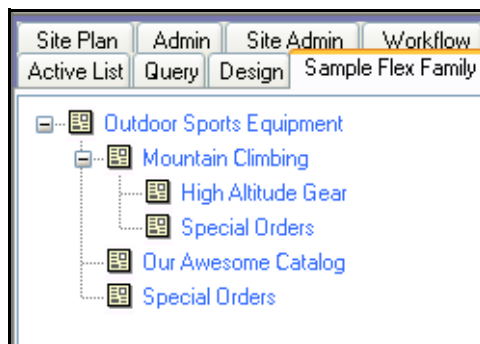 Site Plan Admin Site Admin Workflow
Active List Query Design Sample Flex Family
Outdoor Sports Equipment
Mountain Climbing
High Altitude Gear
Special Orders
Our Awesome Catalog
Special Orders